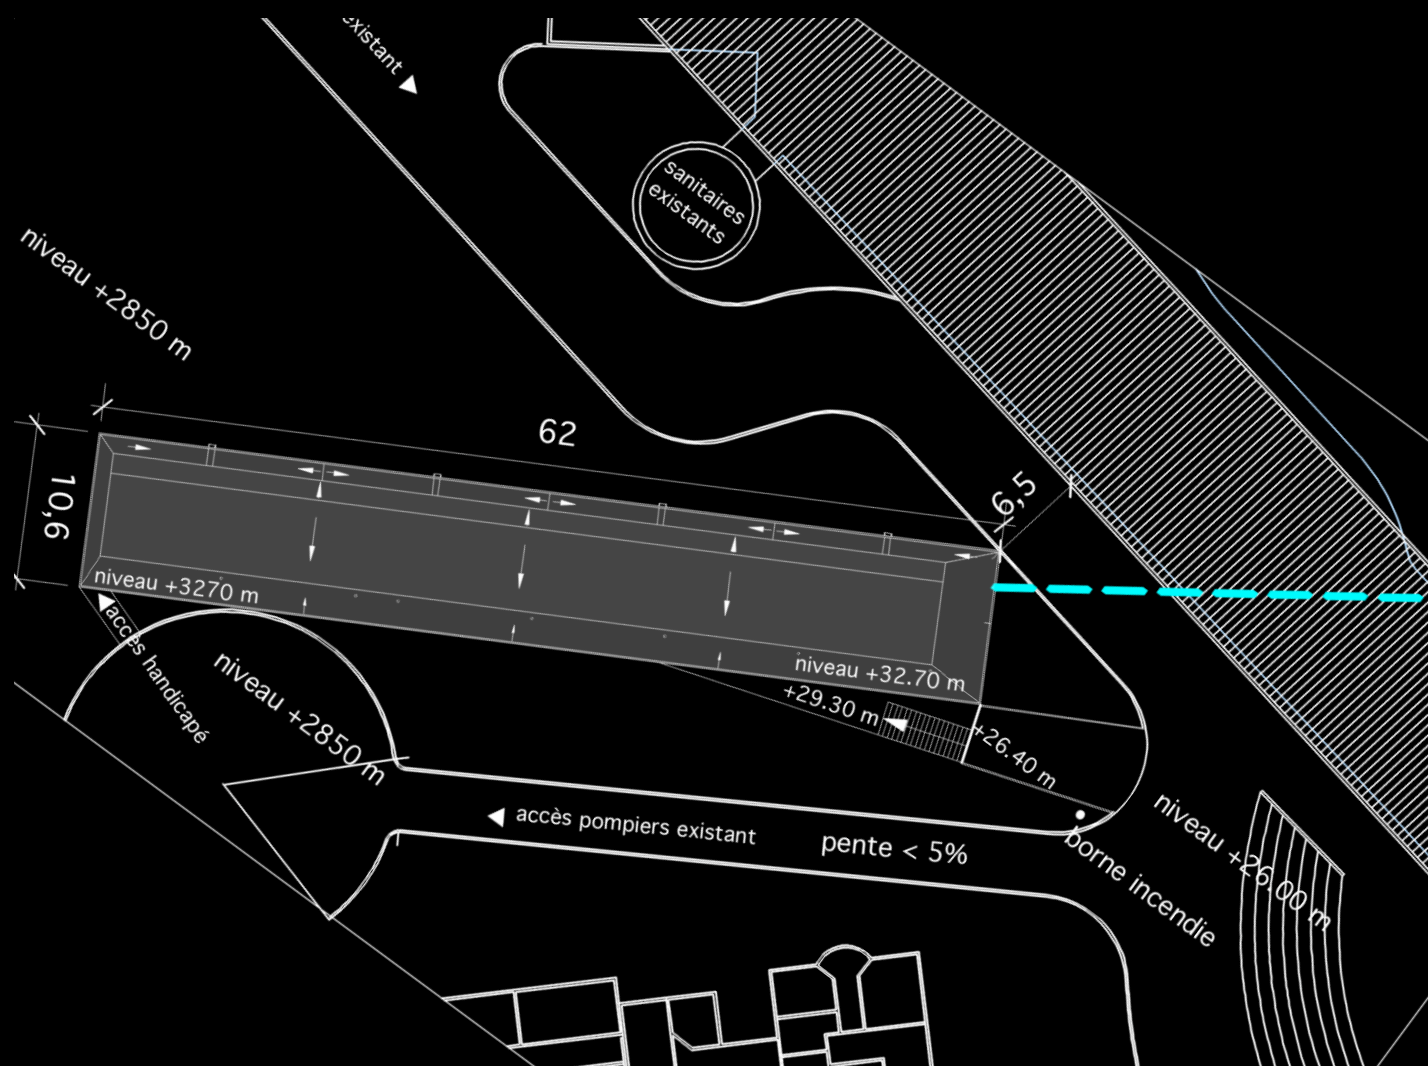 existant
sanitaires
existants
niveau +2850 m
62
6,5
10,6
niveau +3270 m
accès handicapé
niveau +2850 m
niveau +32.70 m
+29.30 m
+26.40 m
niveau +26.00 m
accès pompiers existant
pente < 5%
borne incendie